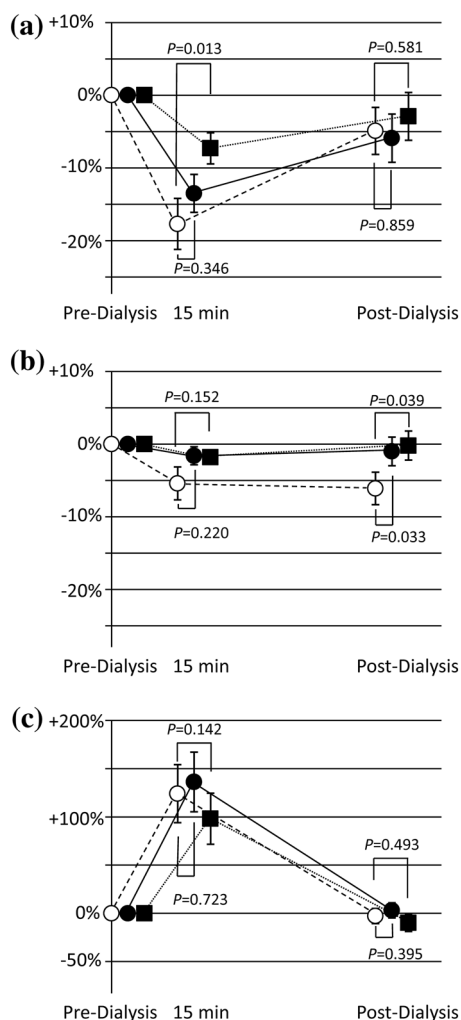 (a)
+10%
P=0.013
P=0.581
0%
-10%
P=0.859
-20%
P=0.346
Pre-Dialysis 15 min Post-Dialysis
(b)
+10%
P=0.152
P=0.039
0%
-10%
P=0.220
P=0.033
-20%
Pre-Dialysis 15 min Post-Dialysis
(c)
+200%
P=0.142
+100%
P=0.493
P=0.723
0%
P=0.395
-50%
Pre-Dialysis 15 min Post-Dialysis